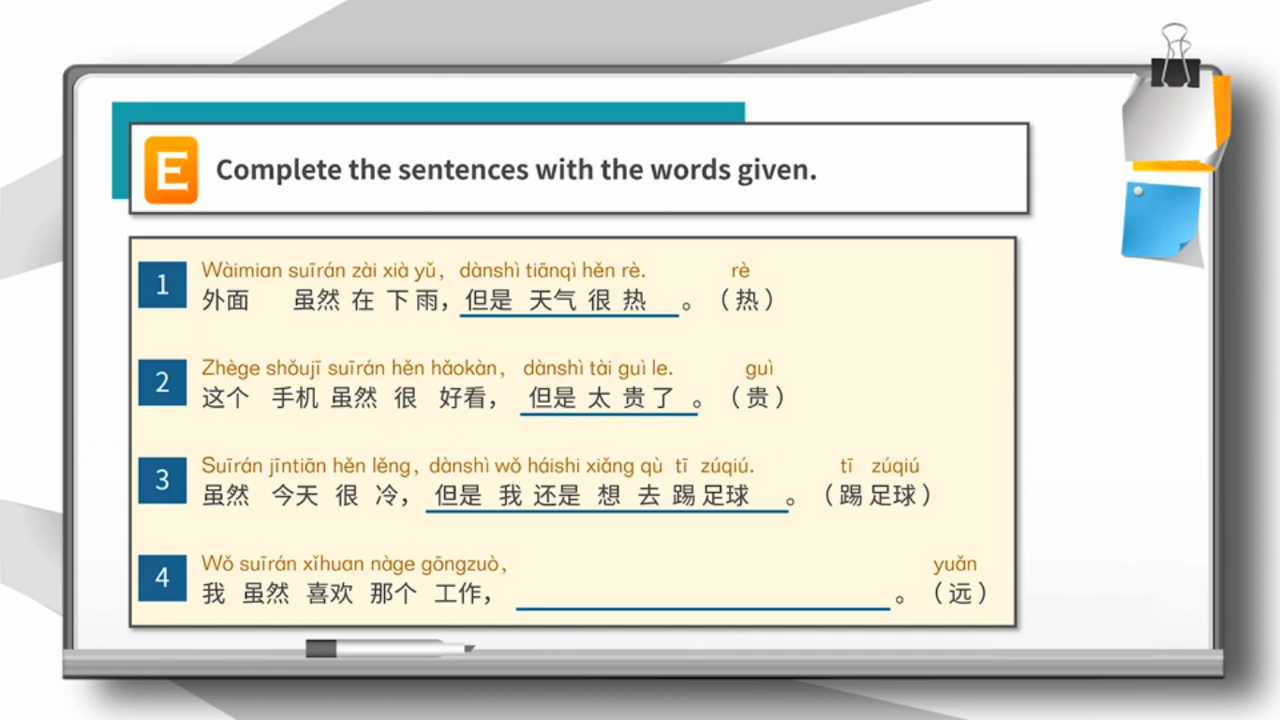 E Complete the sentences with the words given.
Wàimian suīrán zài xià yǔ, dànshì tiānqì hěn rè. rè
1 外面 虽然 在 下 雨, 但是 天气 很 热 。（热）
Zhège shǒujī suīrán hěn hǎokàn, dànshì tài guì le. guì
2 这个 手机 虽然 很 好看, 但是 太 贵 了 。（贵）
Suīrán jīntiān hěn lěng, dànshì wǒ háishi xiǎng qù tī zúqiú. tī zúqiú
3 虽然 今天 很 冷, 但是 我 还是 想 去 踢 足球 。（踢 足球）
Wǒ suīrán xǐhuan nàge gōngzuò, yuǎn
4 我 虽然 喜欢 那个 工作, 。（远）